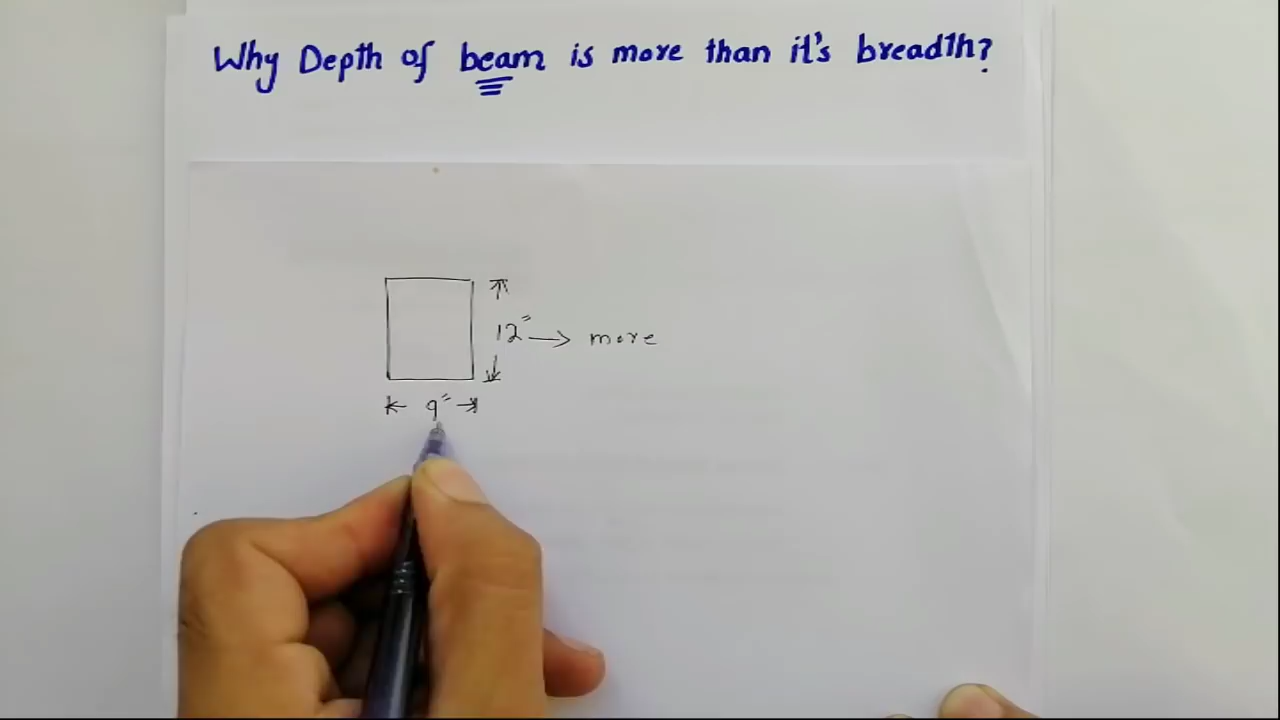 Why Depth of beam is more than it's breadth?
12" → more
9"